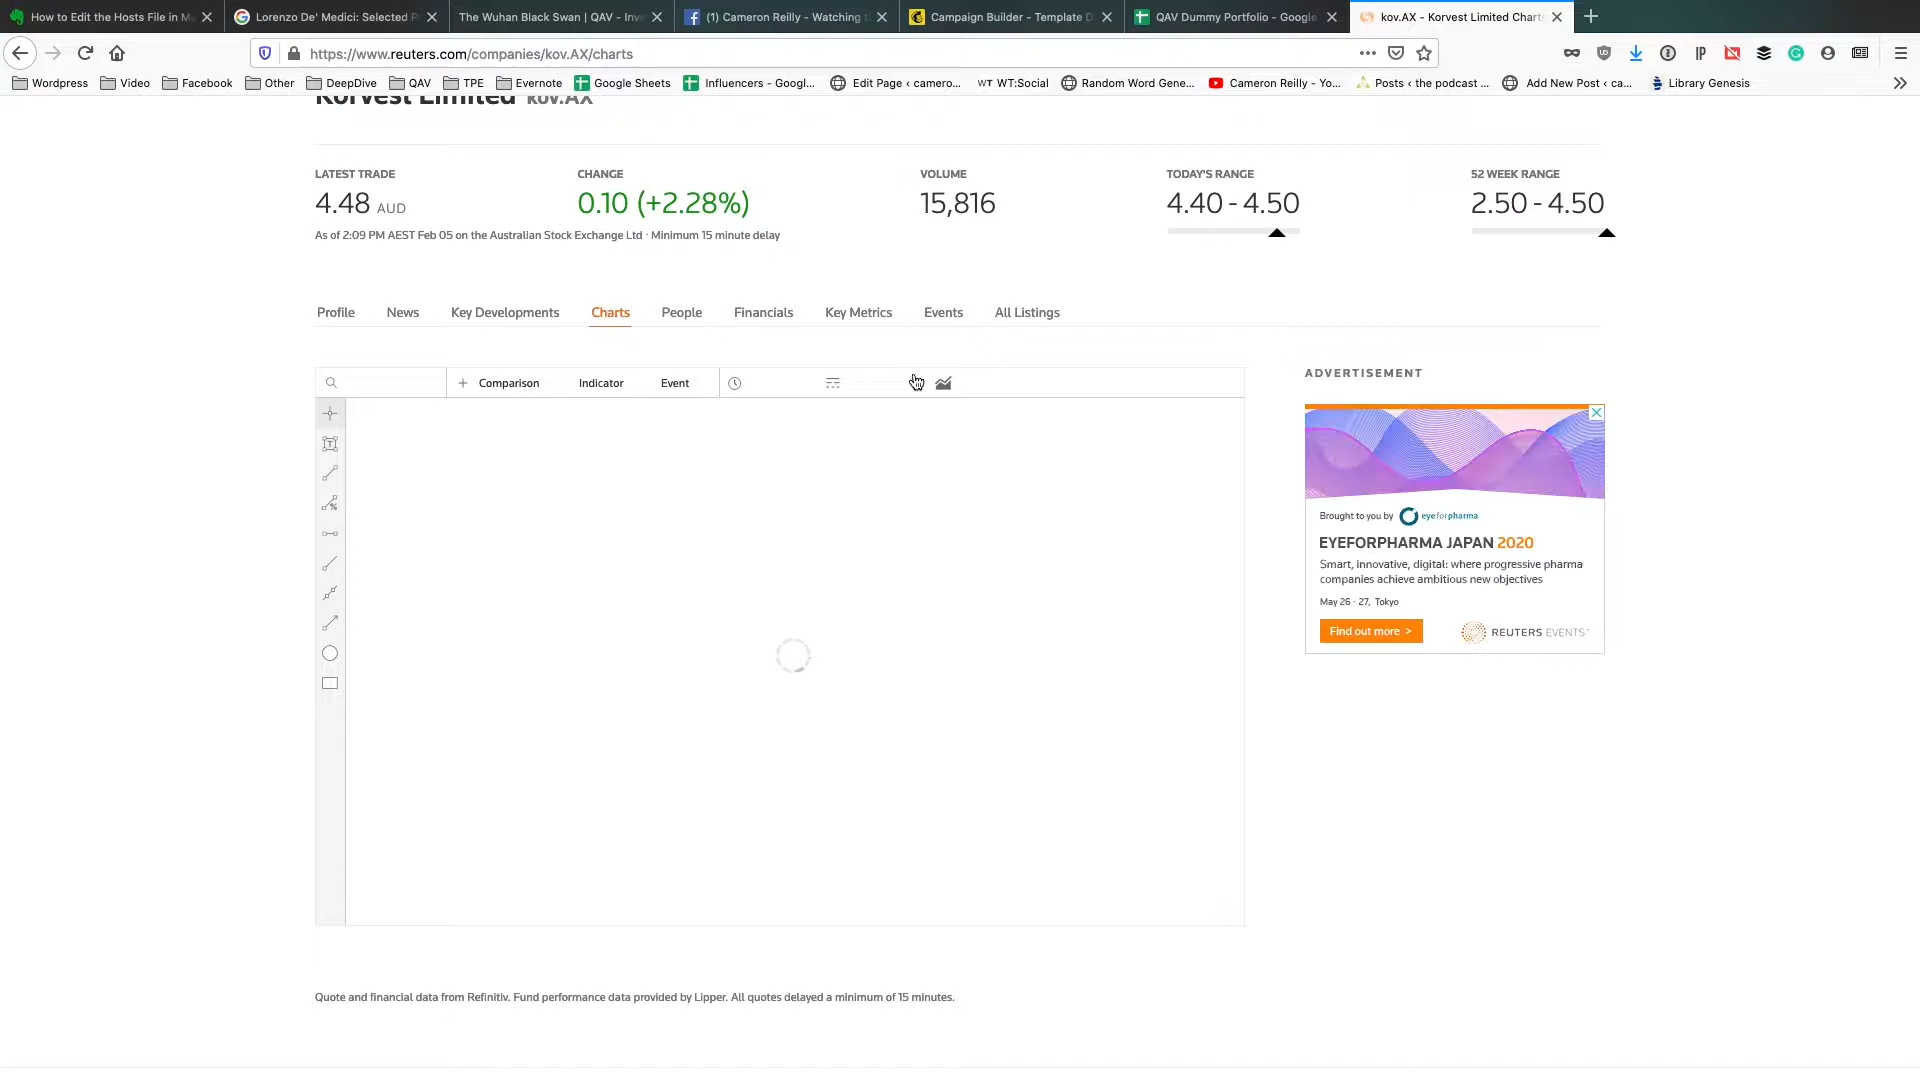 How to Edit the Hosts File in Ma
Lorenzo De' Medici: Selected P
The Wuhan Black Swan | QAV - Inve
(1) Cameron Reilly - Watching t
Campaign Builder - Template D
QAV Dummy Portfolio - Google
kov.AX - Korvest Limited Charts
https://www.reuters.com/companies/kov.AX/charts
Wordpress
Video
Facebook
Other
DeepDive
QAV
TPE
Evernote
Google Sheets
Influencers - Googl...
Edit Page ‹ camero...
WT WT:Social
Random Word Gene...
Cameron Reilly - Yo...
Posts ‹ the podcast ...
Add New Post ‹ ca...
Library Genesis
Korvest Limited kov.AX
LATEST TRADE
4.48 AUD
As of 2:09 PM AEST Feb 05 on the Australian Stock Exchange Ltd · Minimum 15 minute delay
CHANGE
0.10 (+2.28%)
VOLUME
15,816
TODAY'S RANGE
4.40 - 4.50
52 WEEK RANGE
2.50 - 4.50
Profile
News
Key Developments
Charts
People
Financials
Key Metrics
Events
All Listings
+ Comparison
Indicator
Event
ADVERTISEMENT
Brought to you by eyeforpharma
EYEFORPHARMA JAPAN 2020
Smart, innovative, digital: where progressive pharma
companies achieve ambitious new objectives
May 26 - 27, Tokyo
Find out more >
REUTERS EVENTS™
Quote and financial data from Refinitiv. Fund performance data provided by Lipper. All quotes delayed a minimum of 15 minutes.